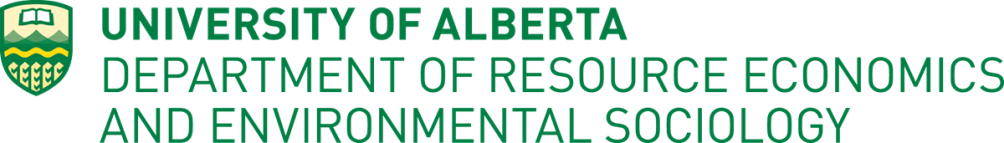 UNIVERSITY OF ALBERTA
DEPARTMENT OF RESOURCE ECONOMICS
AND ENVIRONMENTAL SOCIOLOGY